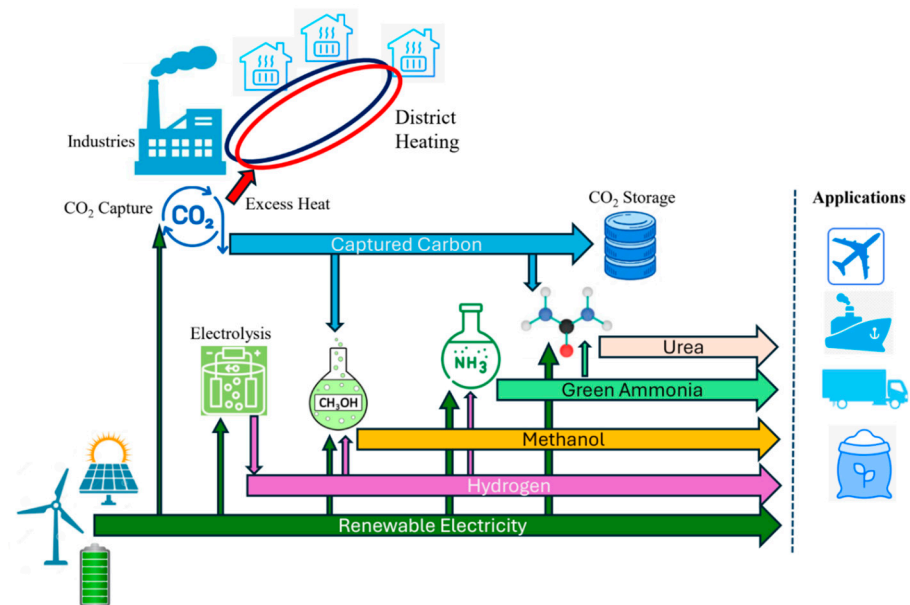 Industries
District
Heating
CO₂ Capture
CO₂
Excess Heat
CO₂ Storage
Applications
Captured Carbon
Electrolysis
- +
CH₃OH
NH₃
Urea
Green Ammonia
Methanol
Hydrogen
Renewable Electricity